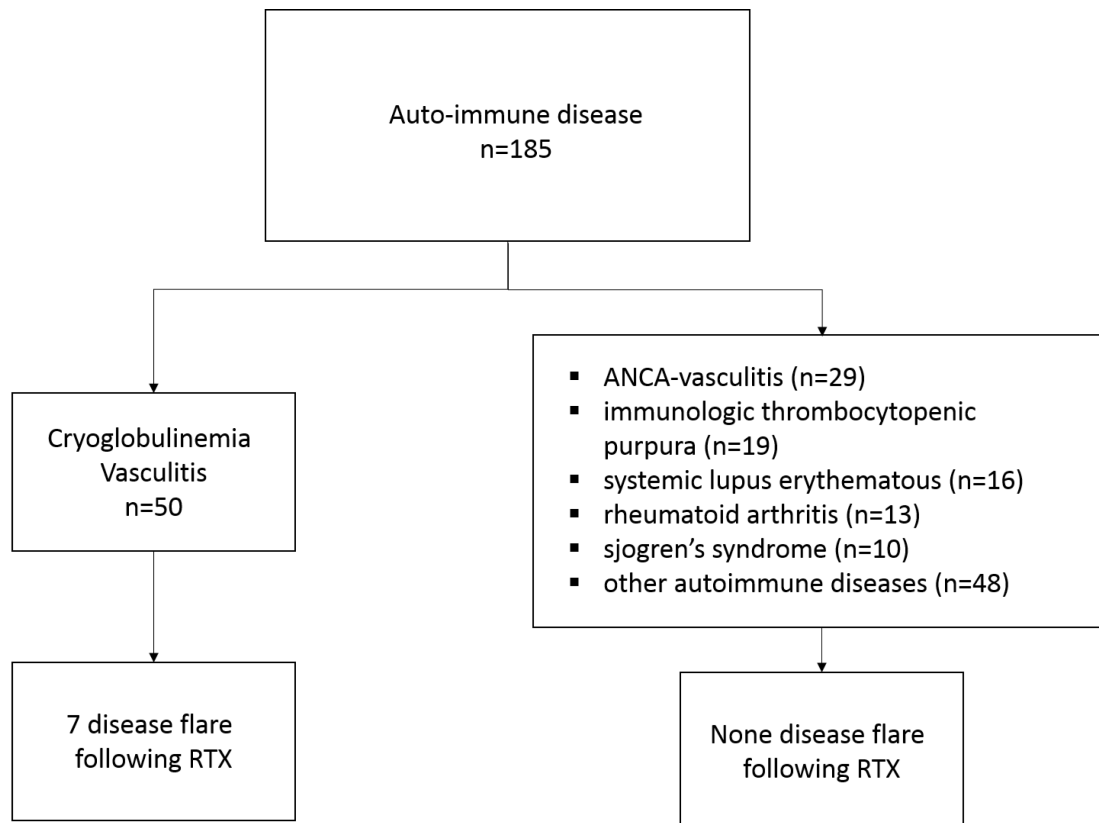 Auto-immune disease
n=185
Cryoglobulinemia
Vasculitis
n=50
▪ ANCA-vasculitis (n=29)
▪ immunologic thrombocytopenic
purpura (n=19)
▪ systemic lupus erythematous (n=16)
▪ rheumatoid arthritis (n=13)
▪ sjogren’s syndrome (n=10)
▪ other autoimmune diseases (n=48)
7 disease flare
following RTX
None disease flare
following RTX